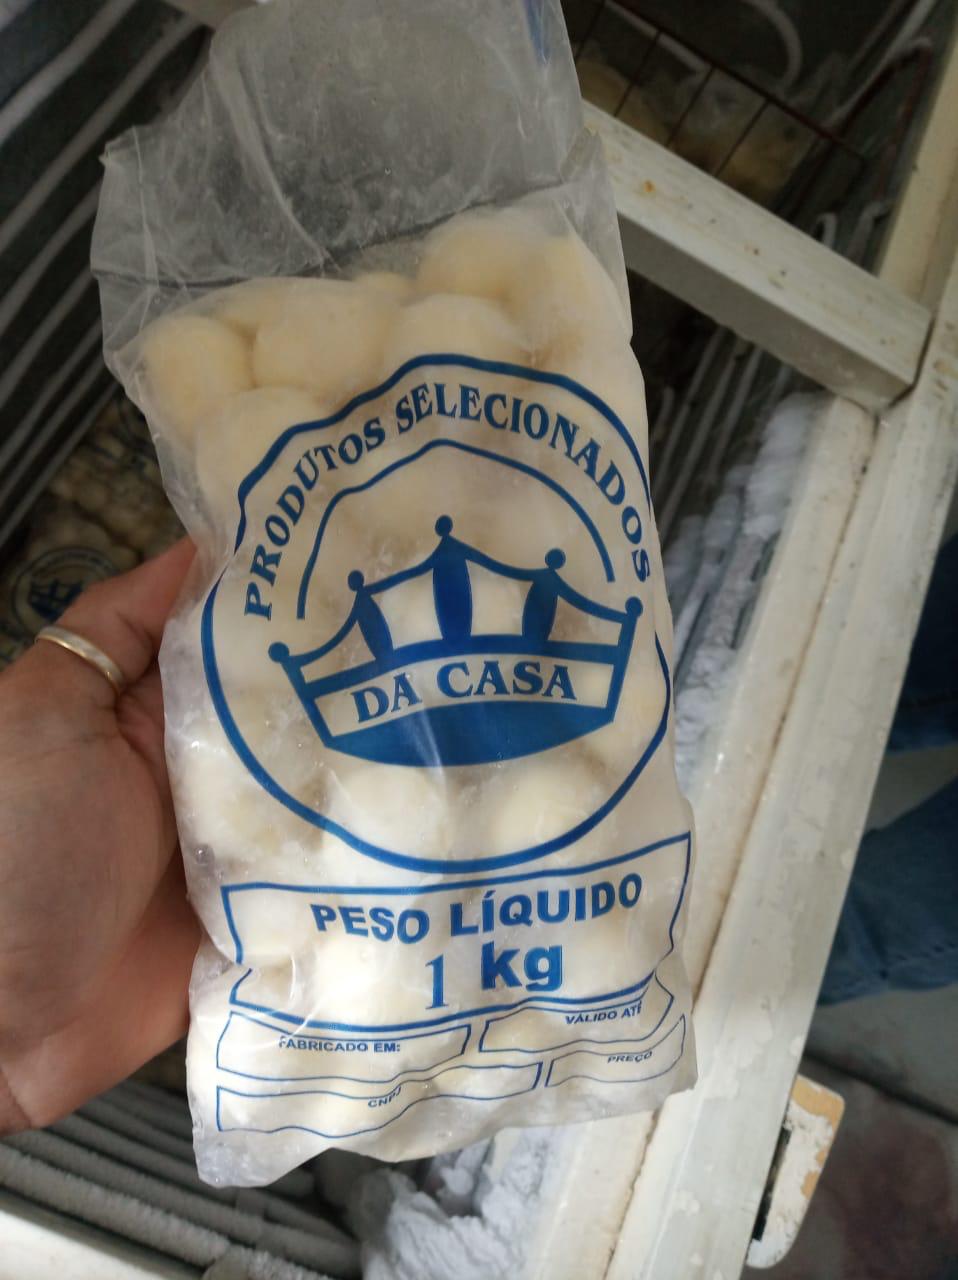 PRODUTOS SELECIONADOS
DA CASA
PESO LÍQUIDO
1 kg
FABRICADO EM:
VÁLIDO ATÉ
CNPJ
PREÇO